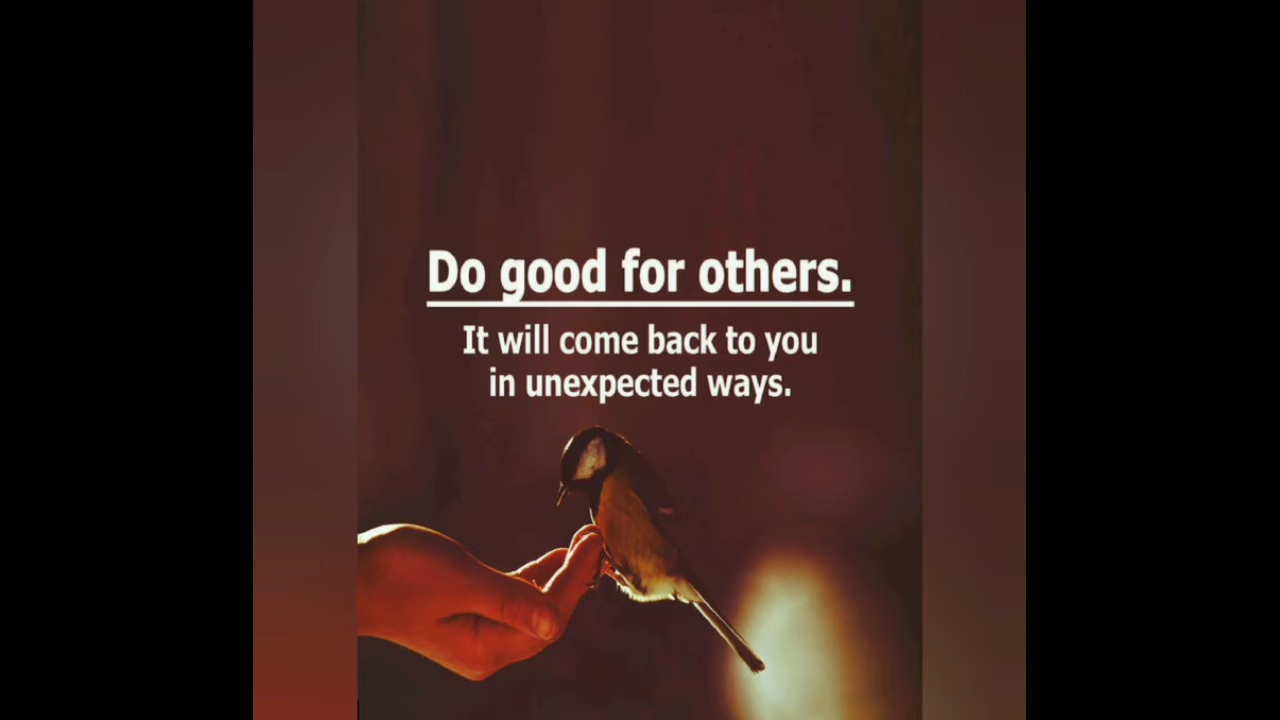 Do good for others.
It will come back to you
in unexpected ways.